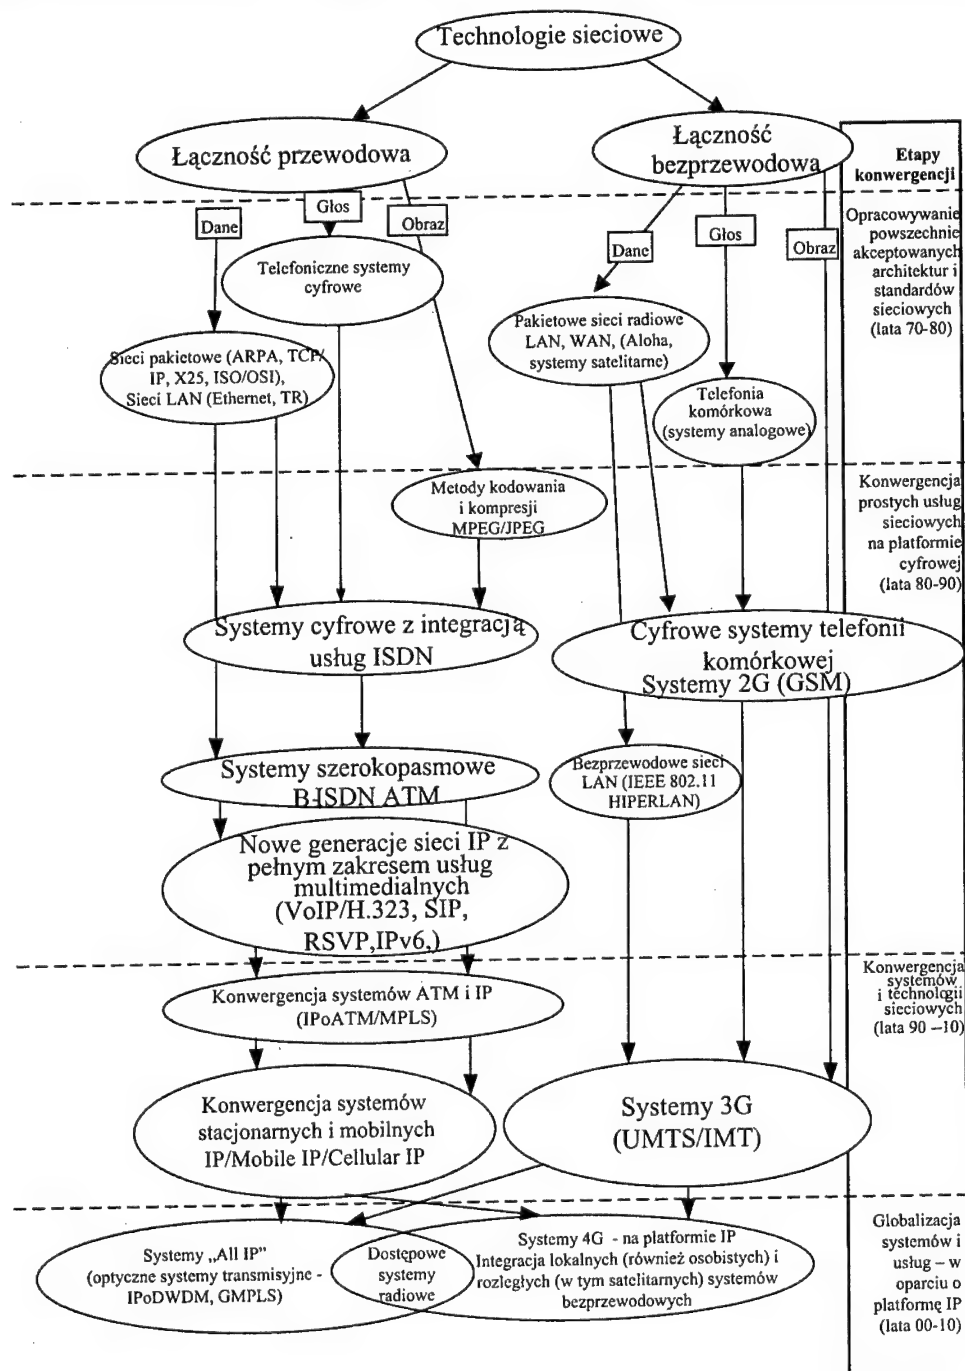 Technologie sieciowe
Łączność przewodowa
Łączność
bezprzewodowa
Etapy
konwergencji
Dane
Głos
Obraz
Dane
Głos
Obraz
Opracowywanie
powszechnie
akceptowanych
architektur i
standardów
sieciowych
(lata 70-80)
Telefoniczne systemy
cyfrowe
Pakietowe sieci radiowe
LAN, WAN, (Aloha,
systemy satelitarne)
Sieci pakietowe (ARPA, TCP/
IP, X25, ISO/OSI),
Sieci LAN (Ethernet, TR)
Telefonia
komórkowa
(systemy analogowe)
Metody kodowania
i kompresji
MPEG/JPEG
Konwergencja
prostych usług
sieciowych
na platformie
cyfrowej
(lata 80-90)
Systemy cyfrowe z integracją
usług ISDN
Cyfrowe systemy telefonii
komórkowej
Systemy 2G (GSM)
Systemy szerokopasmowe
B-ISDN ATM
Bezprzewodowe sieci
LAN (IEEE 802.11
HIPERLAN)
Nowe generacje sieci IP z
pełnym zakresem usług
multimedialnych
(VoIP/H.323, SIP,
RSVP,IPv6,)
Konwergencja systemów ATM i IP
(IPoATM/MPLS)
Konwergencja
systemów
i technologii
sieciowych
(lata 90 –10)
Konwergencja systemów
stacjonarnych i mobilnych
IP/Mobile IP/Cellular IP
Systemy 3G
(UMTS/IMT)
Systemy „All IP”
(optyczne systemy transmisyjne -
IPoDWDM, GMPLS)
Dostępowe
systemy
radiowe
Systemy 4G - na platformie IP
Integracja lokalnych (również osobistych) i
rozległych (w tym satelitarnych) systemów
bezprzewodowych
Globalizacja
systemów i
usług – w
oparciu o
platformę IP
(lata 00-10)